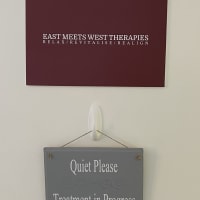 EAST MEETS WEST THERAPIES
RELAX/REVITALISE/REALIGN
Quiet Please
Treatment in Progress